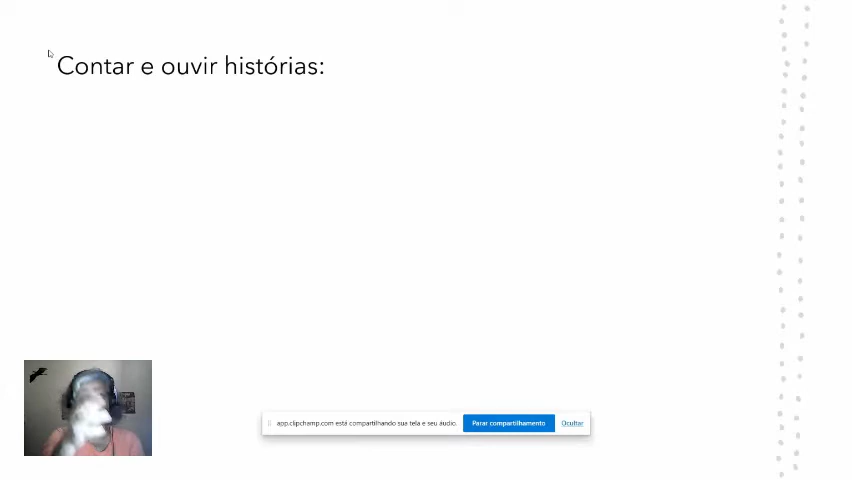 Contar e ouvir histórias:
app.clipchamp.com está compartilhando sua tela e seu áudio. Parar compartilhamento Ocultar